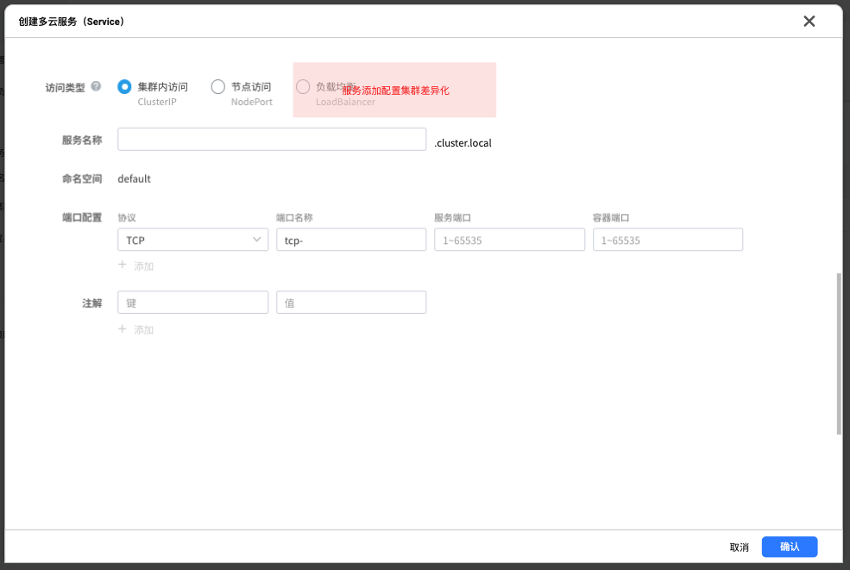 创建多云服务（Service）
访问类型 ? 集群内访问 节点访问 负载均衡
服务添加配置集群差异化
ClusterIP NodePort LoadBalancer
服务名称 .cluster.local
命名空间 default
端口配置 协议 端口名称 服务端口 容器端口
TCP tcp- 1~65535 1~65535
+ 添加
注解 键 值
+ 添加
取消 确认